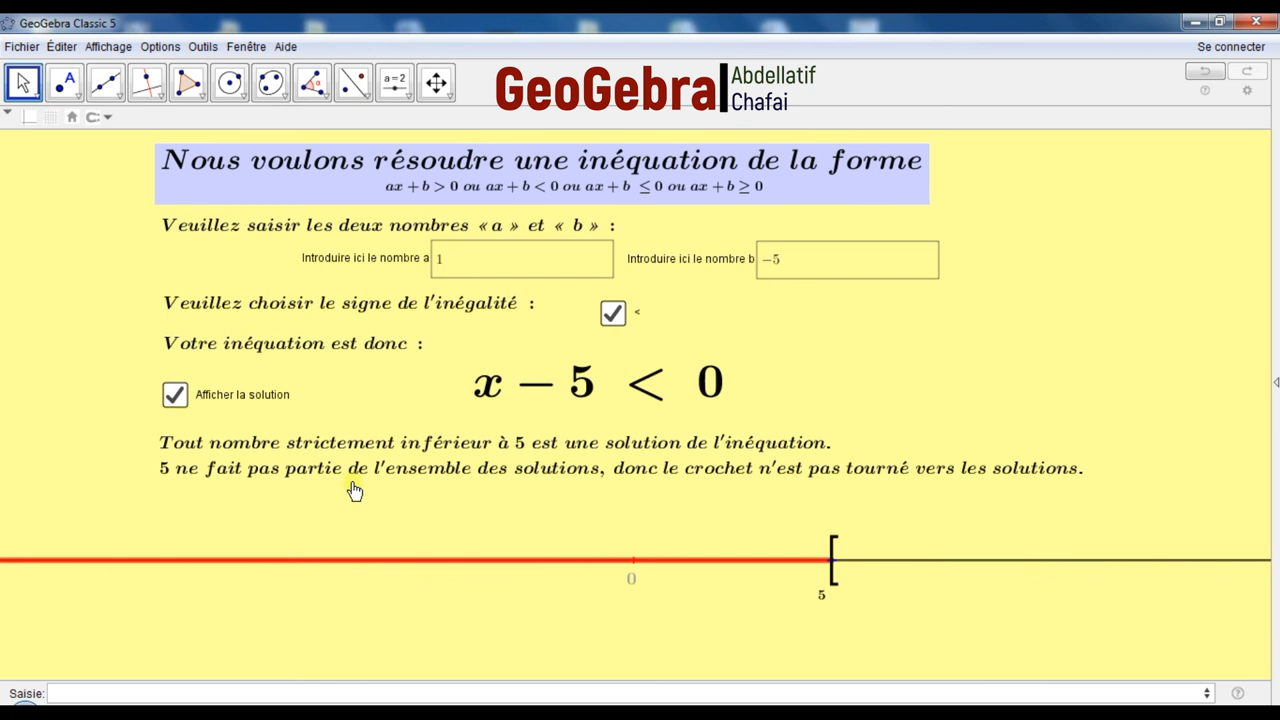 GeoGebra Classic 5
Fichier Éditer Affichage Options Outils Fenêtre Aide Se connecter
A a=2
GeoGebra Abdellatif
Chafai
Nous voulons résoudre une inéquation de la forme
ax + b > 0 ou ax + b < 0 ou ax + b ≤ 0 ou ax + b ≥ 0
Veuillez saisir les deux nombres « a » et « b » :
Introduire ici le nombre a 1 Introduire ici le nombre b −5
Veuillez choisir le signe de l'inégalité : <
Votre inéquation est donc :
x − 5 < 0
Afficher la solution
Tout nombre strictement inférieur à 5 est une solution de l'inéquation.
5 ne fait pas partie de l'ensemble des solutions, donc le crochet n'est pas tourné vers les solutions.
[
0
5
Saisie: